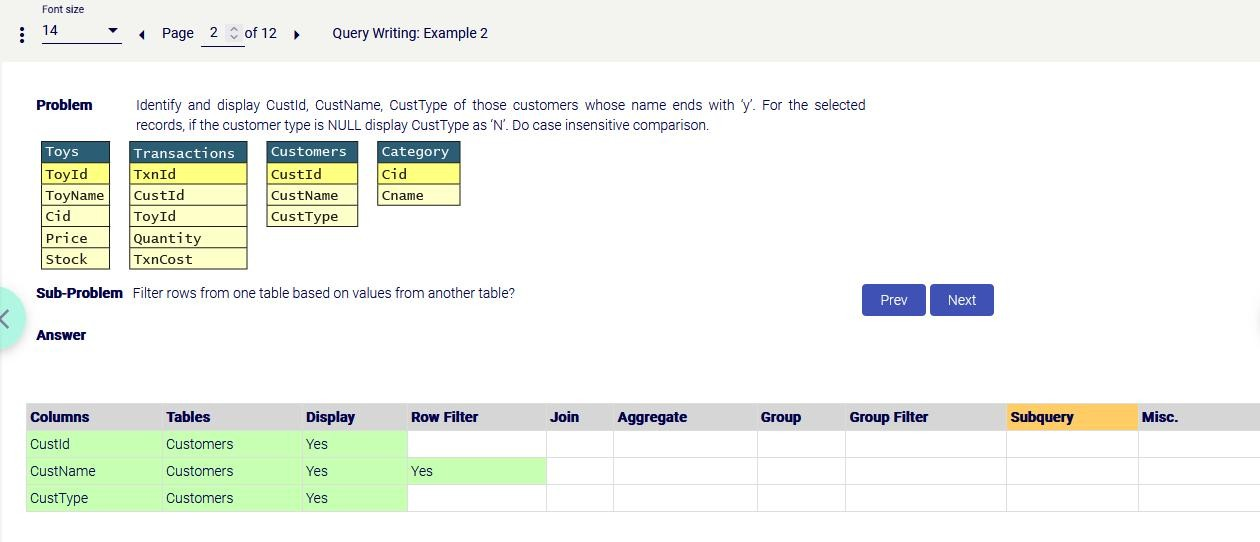 Font size
14
Page 2 of 12 Query Writing: Example 2
Problem Identify and display CustId, CustName, CustType of those customers whose name ends with ‘y’. For the selected
records, if the customer type is NULL display CustType as ‘N’. Do case insensitive comparison.
Toys Transactions Customers Category
ToyId TxnId CustId Cid
ToyName CustId CustName Cname
Cid ToyId CustType
Price Quantity
Stock TxnCost
Sub-Problem Filter rows from one table based on values from another table?
Prev Next
Answer
Columns Tables Display Row Filter Join Aggregate Group Group Filter Subquery Misc.
CustId Customers Yes
CustName Customers Yes Yes
CustType Customers Yes